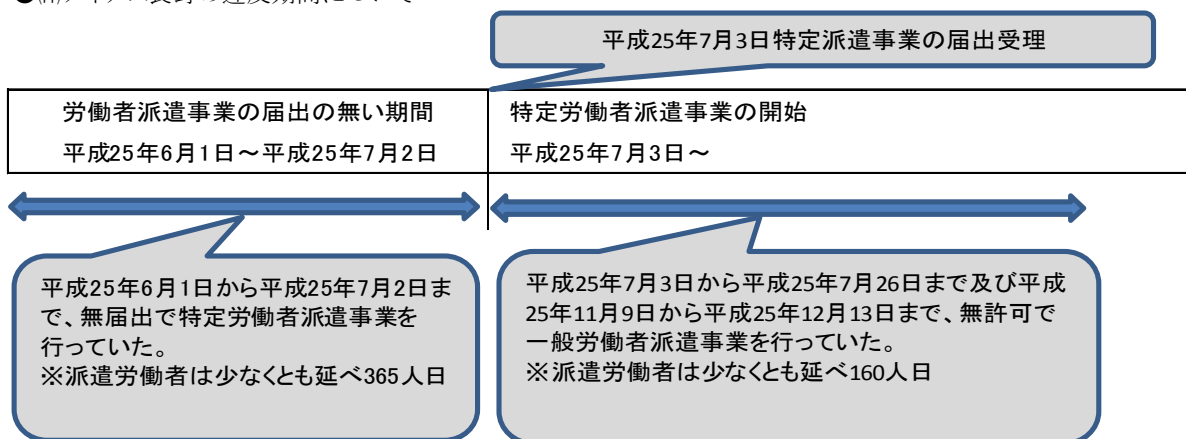 平成25年7月3日特定派遣事業の届出受理
労働者派遣事業の届出の無い期間
平成25年6月1日～平成25年7月2日
特定労働者派遣事業の開始
平成25年7月3日～
平成25年6月1日から平成25年7月2日ま
で、無届出で特定労働者派遣事業を
行っていた。
※派遣労働者は少なくとも延べ365人日
平成25年7月3日から平成25年7月26日まで及び平成
25年11月9日から平成25年12月13日まで、無許可で
一般労働者派遣事業を行っていた。
※派遣労働者は少なくとも延べ160人日